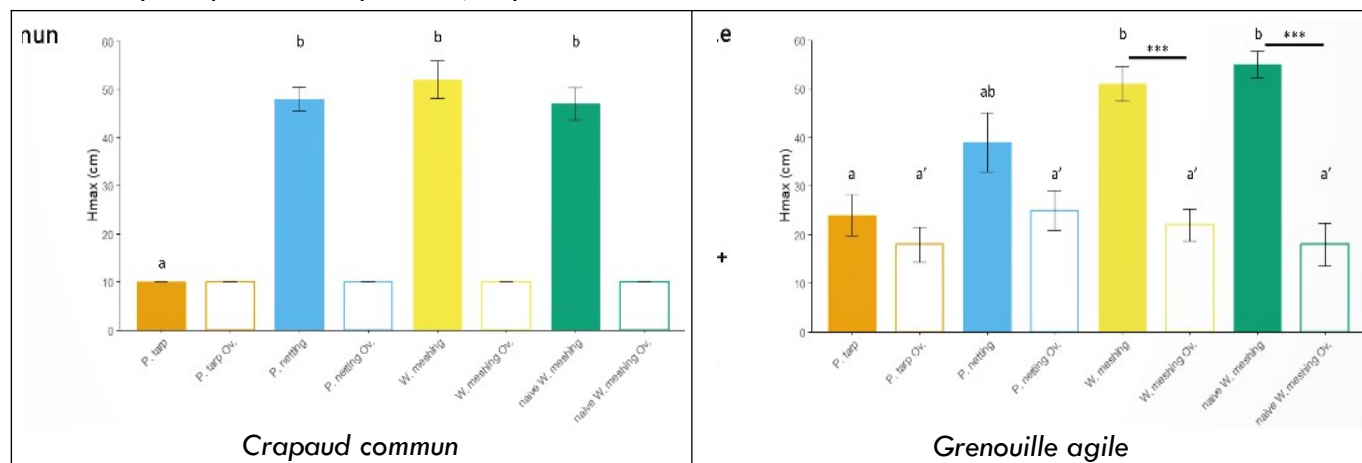 nun
60
50
40
30
20
10
0
Hmax (cm)
a
b
b
b
P. tarp
P. tarp Ov.
P. netting
P. netting Ov.
W. meshing
W. meshing Ov.
naive W. meshing
naive W. meshing Ov.
Crapaud commun
.e
60
50
40
30
20
10
0
Hmax (cm)
a
a'
ab
a'
b
***
a'
b
***
a'
+
P. tarp
P. tarp Ov.
P. netting
P. netting Ov.
W. meshing
W. meshing Ov.
naive W. meshing
naive W. meshing Ov.
Grenouille agile